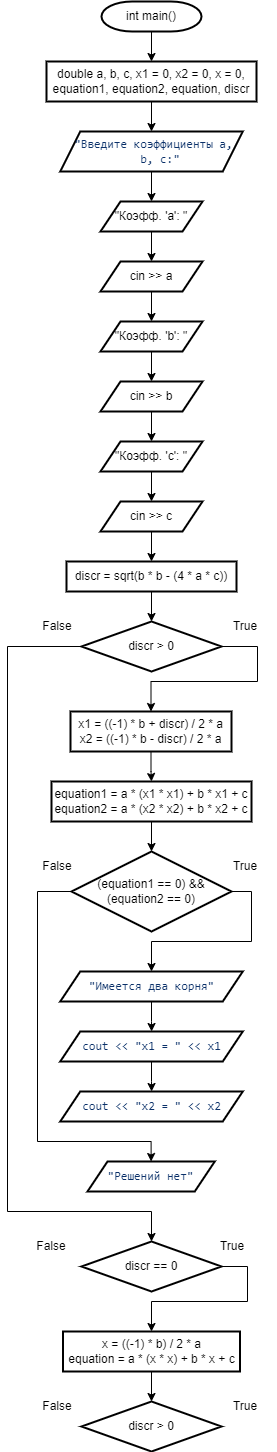 int main()
double a, b, c, x1 = 0, x2 = 0, x = 0,
equation1, equation2, equation, discr
"Введите коэффициенты a,
b, c:"
"Коэфф. 'a': "
cin >> a
"Коэфф. 'b': "
cin >> b
"Коэфф. 'c': "
cin >> c
discr = sqrt(b * b - (4 * a * c))
False
True
discr > 0
x1 = ((-1) * b + discr) / 2 * a
x2 = ((-1) * b - discr) / 2 * a
equation1 = a * (x1 * x1) + b * x1 + c
equation2 = a * (x2 * x2) + b * x2 + c
False
True
(equation1 == 0) &&
(equation2 == 0)
"Имеется два корня"
cout << "x1 = " << x1
cout << "x2 = " << x2
"Решений нет"
False
True
discr == 0
x = ((-1) * b) / 2 * a
equation = a * (x * x) + b * x + c
False
True
discr > 0